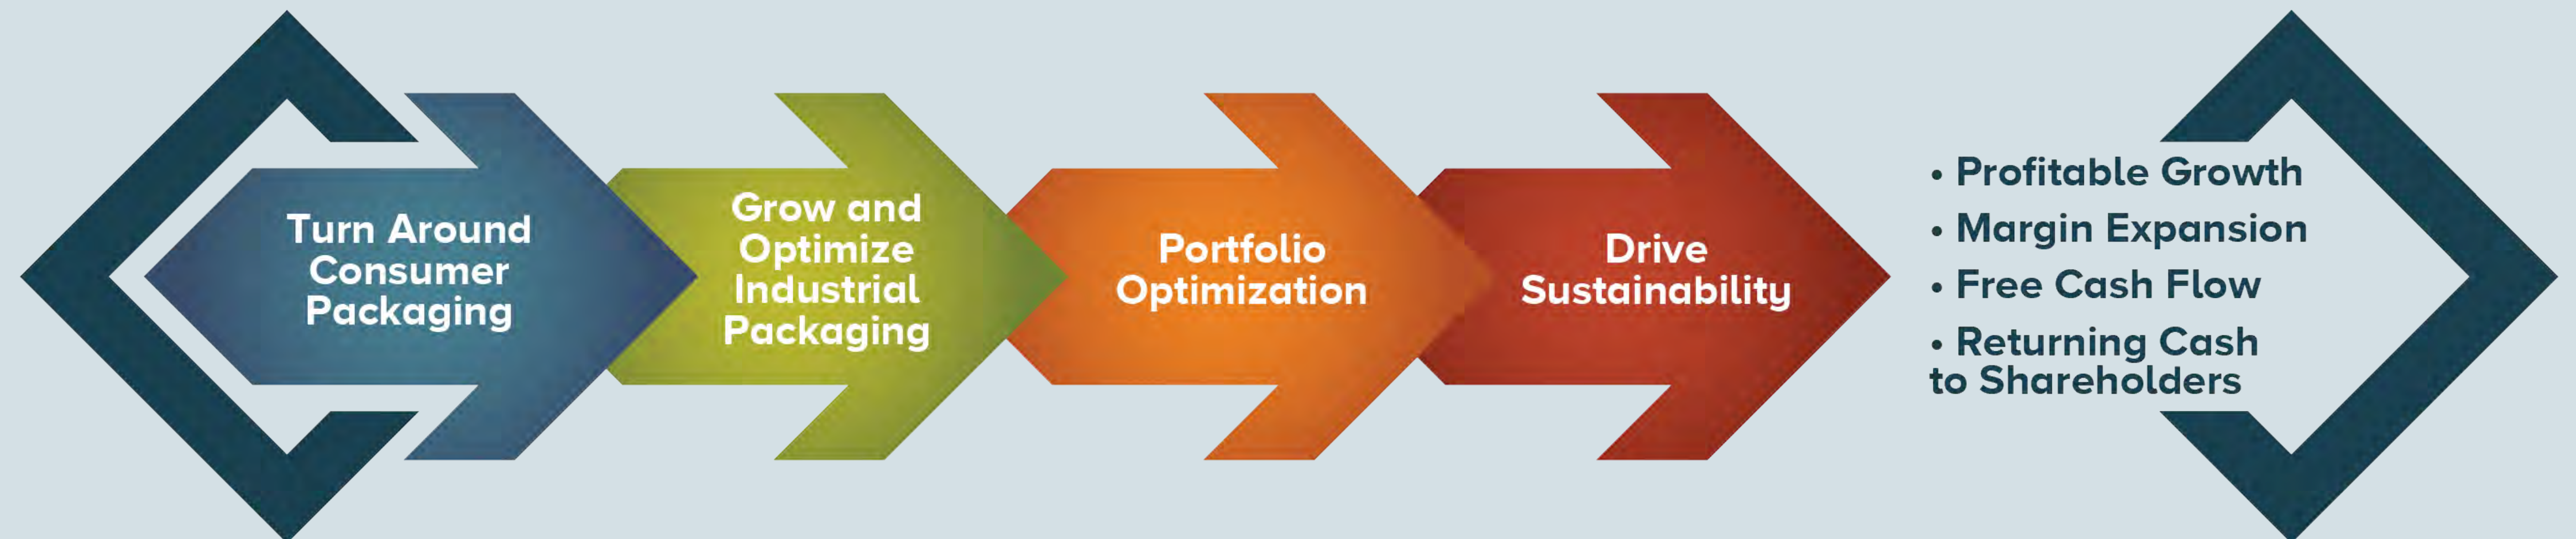 Turn Around
Consumer
Packaging
Grow and
Optimize
Industrial
Packaging
Portfolio
Optimization
Drive
Sustainability
• Profitable Growth
• Margin Expansion
• Free Cash Flow
• Returning Cash
to Shareholders